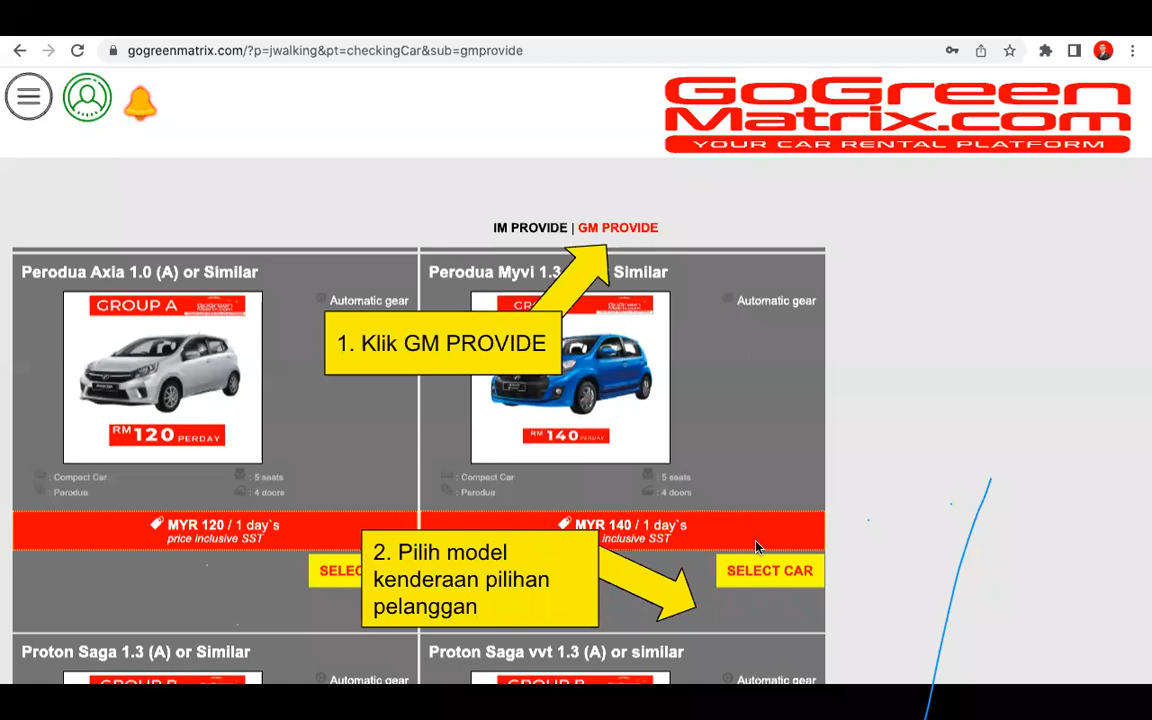 gogreenmatrix.com/?p=jwalking&pt=checkingCar&sub=gmprovide
GoGreen
Matrix.com
YOUR CAR RENTAL PLATFORM
IM PROVIDE | GM PROVIDE
Perodua Axia 1.0 (A) or Similar
Perodua Myvi 1.3 Similar
GROUP A
GoGreen
Matrix.com
Automatic gear
Automatic gear
1. Klik GM PROVIDE
RM 120 PERDAY
RM 140 PERDAY
: Compact Car
: 5 seats
: Perodua
: 4 doors
: Compact Car
: 5 seats
: Perodua
: 4 doors
MYR 120 / 1 day`s
price inclusive SST
MYR 140 / 1 day`s
inclusive SST
2. Pilih model
kenderaan pilihan
pelanggan
SELECT CAR
Proton Saga 1.3 (A) or Similar
Proton Saga vvt 1.3 (A) or similar
Automatic gear
Automatic gear